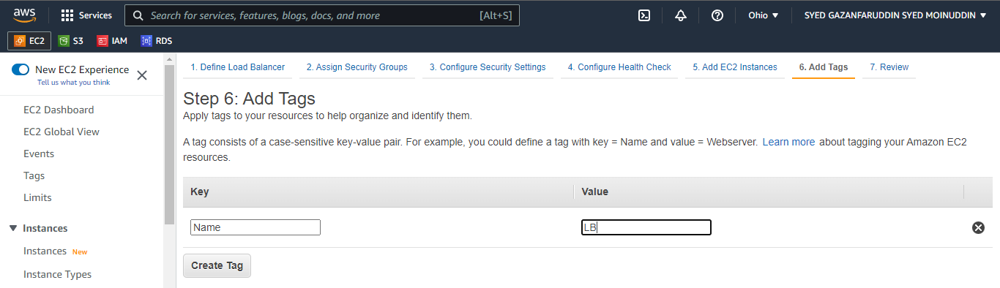 aws Services Search for services, features, blogs, docs, and more [Alt+S] Ohio SYED GAZANFARUDDIN SYED MOINUDDIN
EC2 S3 IAM RDS
New EC2 Experience
Tell us what you think
EC2 Dashboard
EC2 Global View
Events
Tags
Limits
Instances
Instances New
Instance Types
1. Define Load Balancer 2. Assign Security Groups 3. Configure Security Settings 4. Configure Health Check 5. Add EC2 Instances 6. Add Tags 7. Review
Step 6: Add Tags
Apply tags to your resources to help organize and identify them.
A tag consists of a case-sensitive key-value pair. For example, you could define a tag with key = Name and value = Webserver. Learn more about tagging your Amazon EC2
resources.
Key Value
Name LB
Create Tag